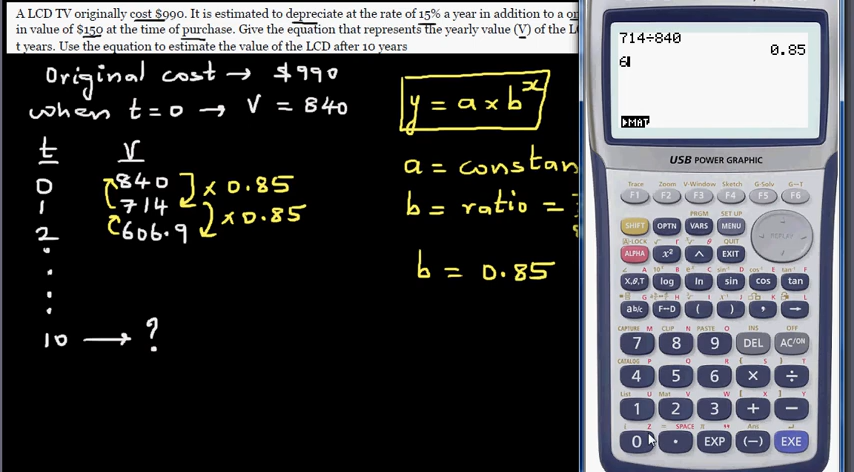 A LCD TV originally cost $990. It is estimated to depreciate at the rate of 15% a year in addition to a
in value of $150 at the time of purchase. Give the equation that represents the yearly value (V) of the
t years. Use the equation to estimate the value of the LCD after 10 years
Original cost → $990
when t = 0 → V = 840
t V
0 840 × 0.85
1 714 × 0.85
2 606.9
10 → ?
y = a × b^x
a =
b = ratio =
b = 0.85
714÷840
0.85
6
▶MAT
USB POWER GRAPHIC
Trace Zoom V-Window Sketch G-Solv G↔T
F1 F2 F3 F4 F5 F6
PRGM SET UP
SHIFT OPTN VARS MENU
REPLAY
A-LOCK QUIT
ALPHA x² ^ EXIT
X,θ,T log ln sin cos tan
a b/c F↔D ( ) , →
CAPTURE CLIP PASTE INS OFF
7 8 9 DEL AC/ON
CATALOG
4 5 6 × ÷
List Mat
1 2 3 + −
SPACE Ans
0 . EXP (−) EXE